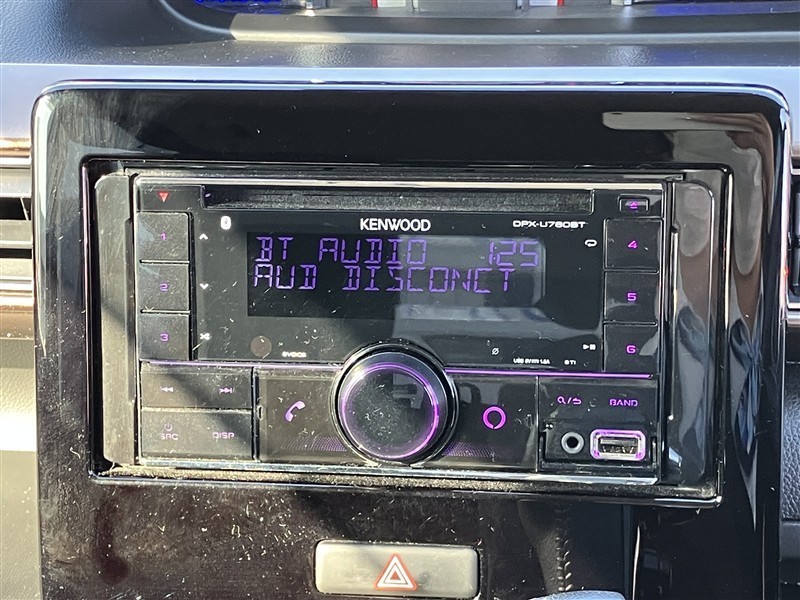 KENWOOD
DPX-U760BT
BT AUDIO 1:25
AUD DISCONCT
1
2
3
4
5
6
SRC
DISP
BAND